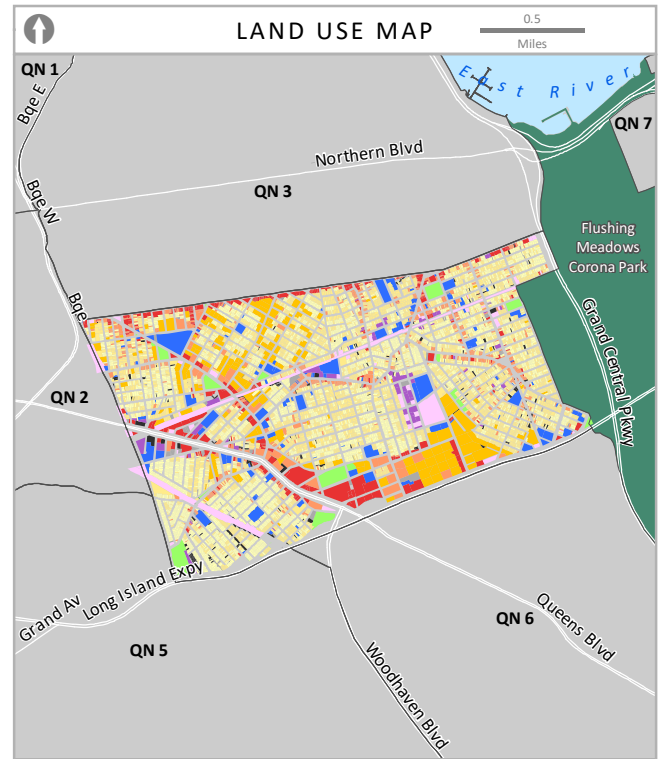 LAND USE MAP
0.5
Miles
QN 1
East River
Bqe E
QN 7
Northern Blvd
QN 3
Bqe W
Flushing
Meadows
Corona Park
Bqe
Grand Central Pkwy
QN 2
Long Island Expy
Grand Av
Queens Blvd
QN 6
QN 5
Woodhaven Blvd